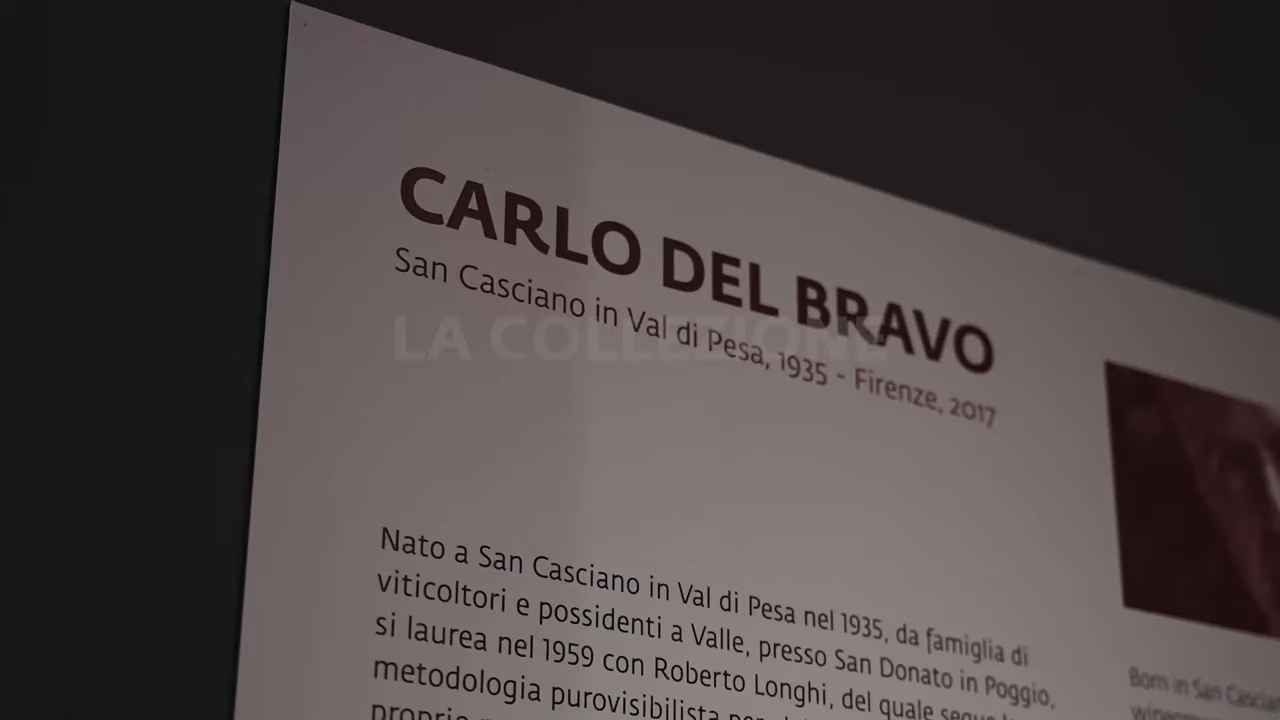 CARLO DEL BRAVO
San Casciano in Val di Pesa, 1935 - Firenze, 2017
LA COLLEZIONE
Nato a San Casciano in Val di Pesa nel 1935, da famiglia di
viticoltori e possidenti a Valle, presso San Donato in Poggio,
si laurea nel 1959 con Roberto Longhi, del quale segue
metodologia purovisibilista per
proprio
Born in San